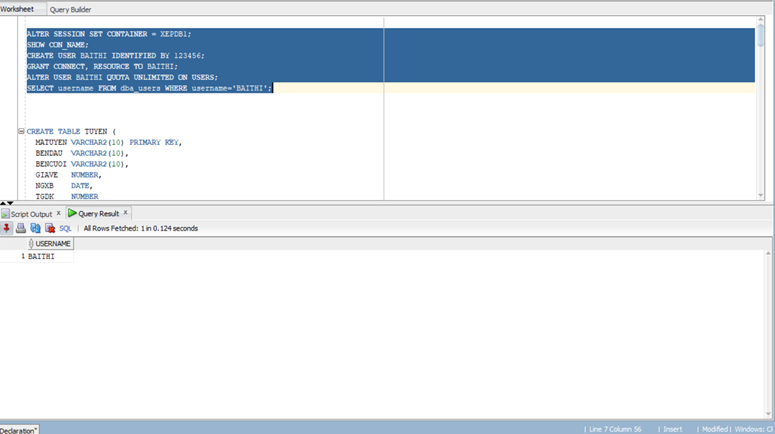 Worksheet Query Builder
ALTER SESSION SET CONTAINER = XEPDB1;
SHOW CON_NAME;
CREATE USER BAITHI IDENTIFIED BY 123456;
GRANT CONNECT, RESOURCE TO BAITHI;
ALTER USER BAITHI QUOTA UNLIMITED ON USERS;
SELECT username FROM dba_users WHERE username='BAITHI';
CREATE TABLE TUYEN (
MATUYEN VARCHAR2(10) PRIMARY KEY,
BENDAU VARCHAR2(10),
BENCUOI VARCHAR2(10),
GIAVE NUMBER,
NGXB DATE,
TGDK NUMBER
Script Output x Query Result x
SQL | All Rows Fetched: 1 in 0.124 seconds
USERNAME
1 BAITHI
Declaration* | Line 7 Column 56 | Insert | Modified | Windows: Cl